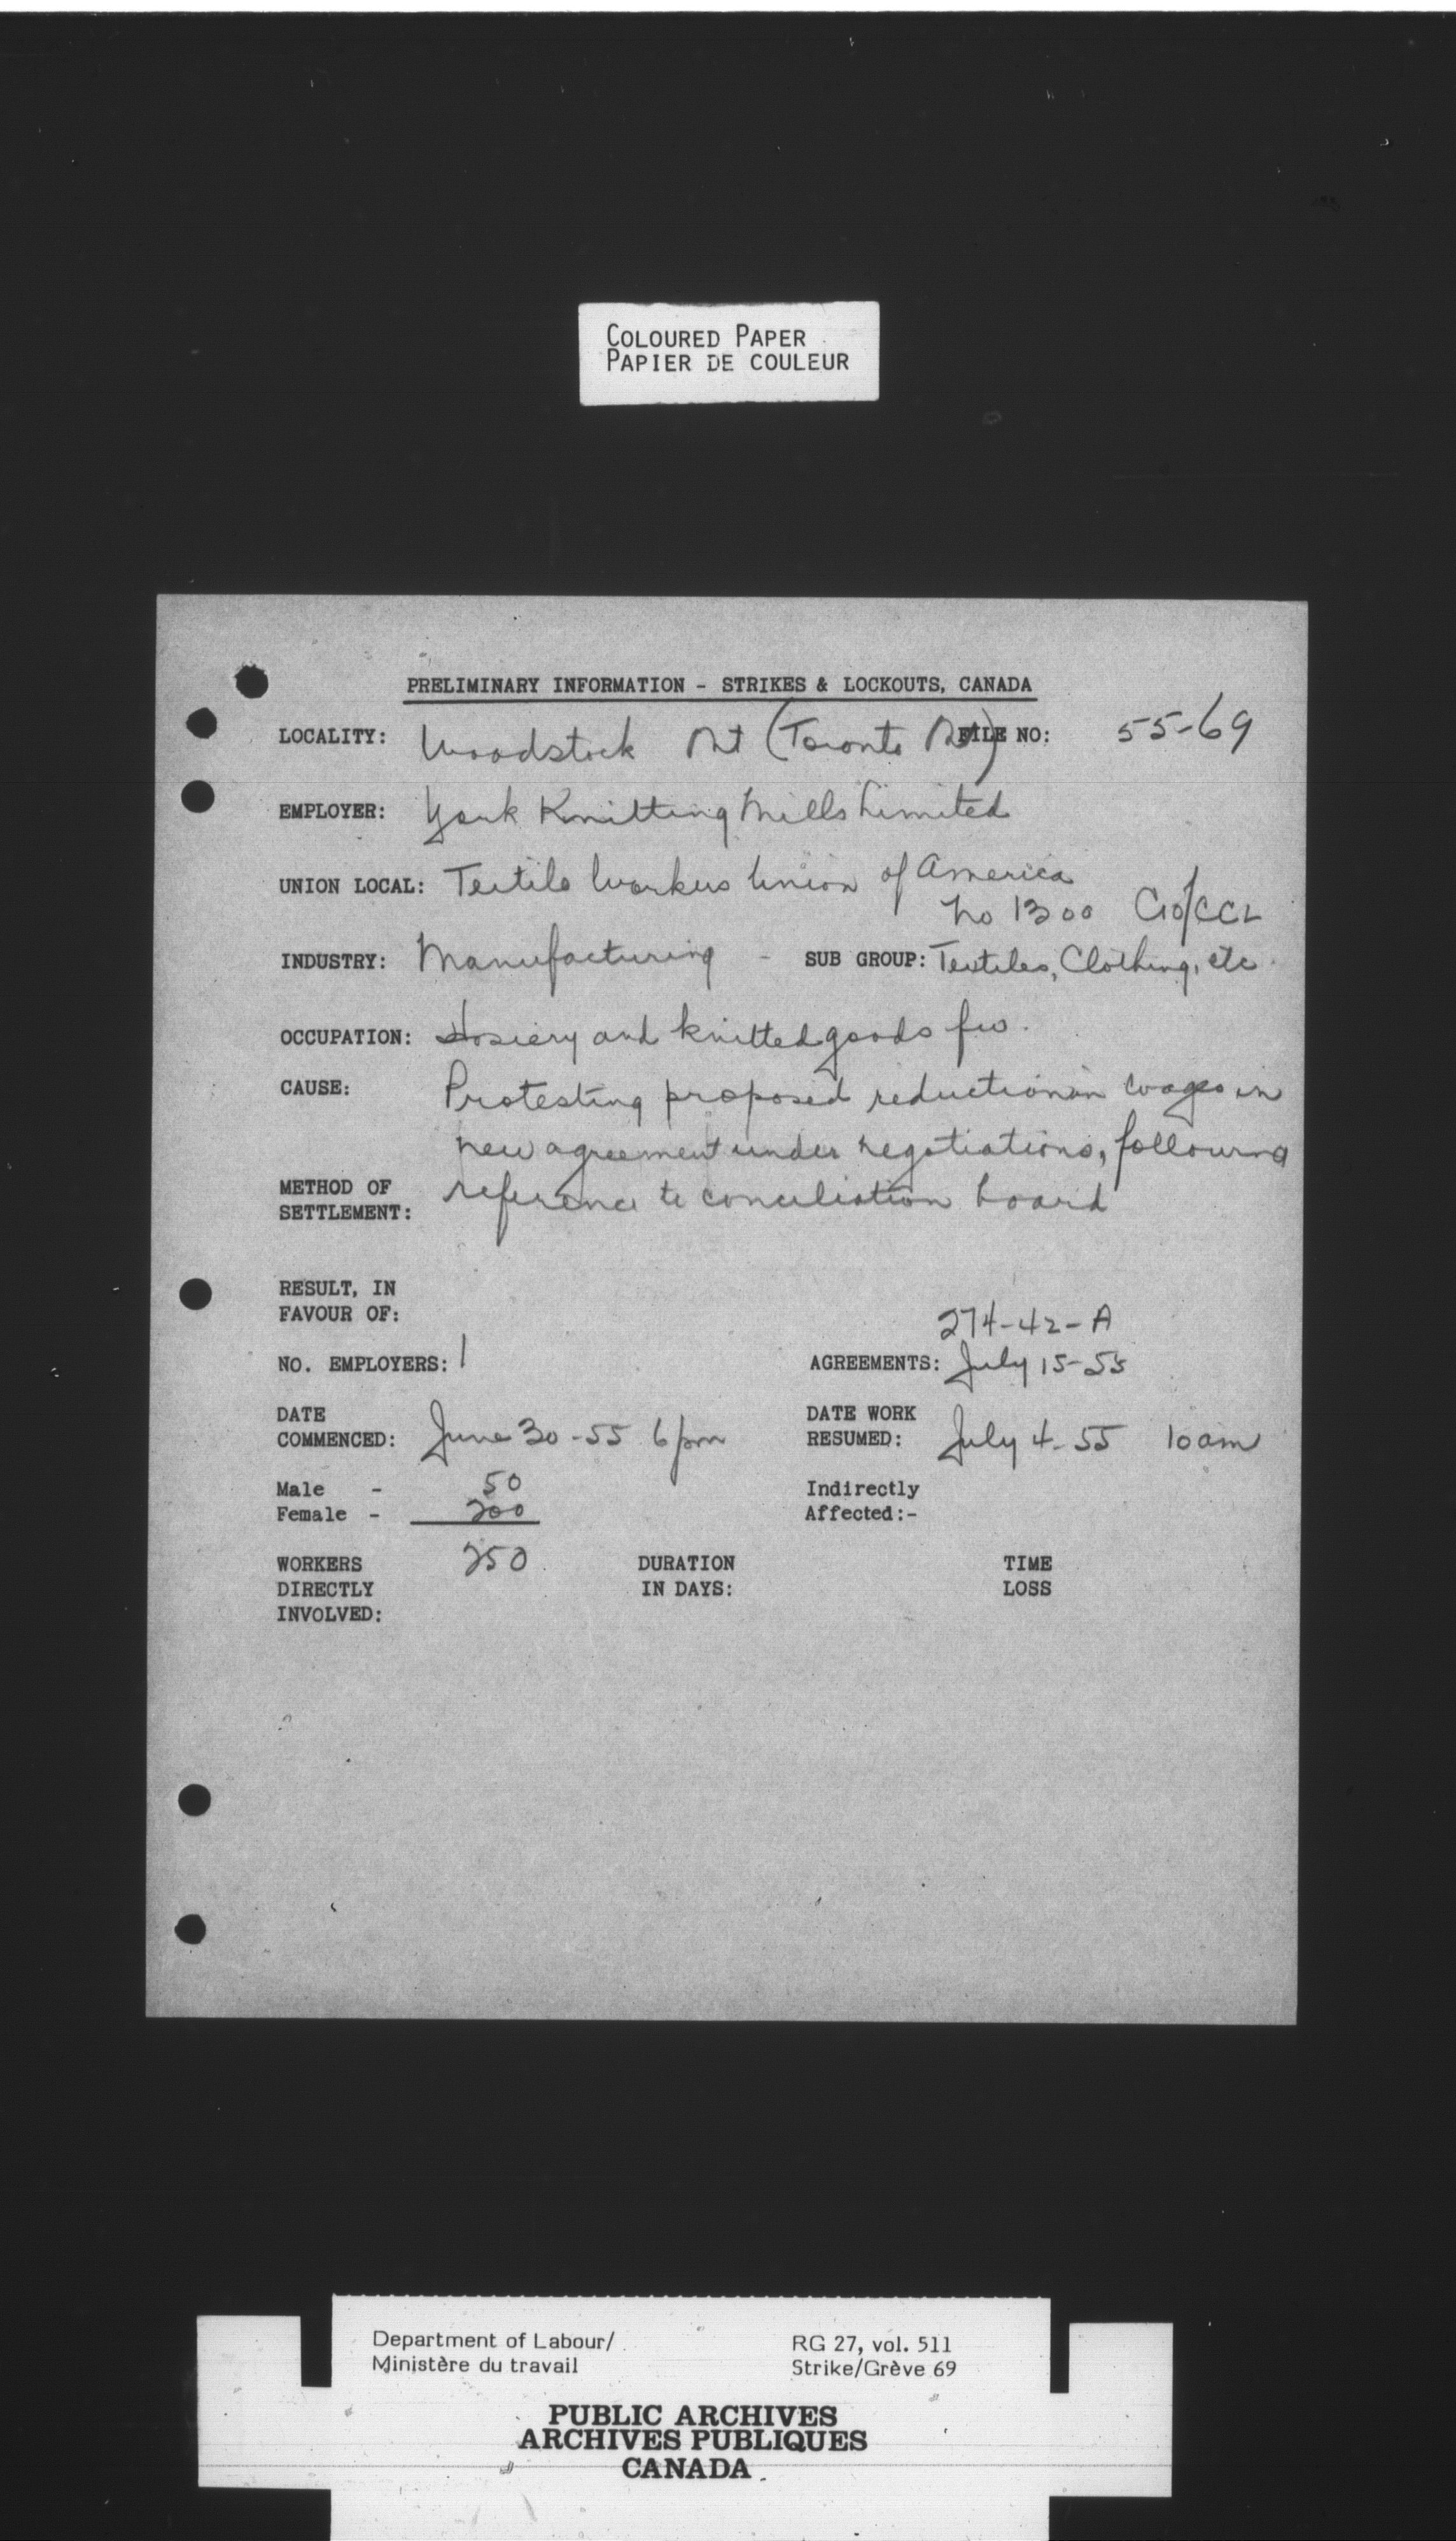 COLOURED PAPER
PAPIER DE COULEUR
PRELIMINARY INFORMATION - STRIKES & LOCKOUTS, CANADA
LOCALITY: Woodstock Ont (Toronto Ont) FILE NO: 55-69
EMPLOYER: York Knitting Mills Limited
UNION LOCAL: Textile Workers Union of America
No 1300 CIO/CCL
INDUSTRY: Manufacturing - SUB GROUP: Textiles, Clothing, etc.
OCCUPATION: Hosiery and knitted goods fwo.
CAUSE: Protesting proposed reduction in wages in
new agreement under negotiations, following
METHOD OF reference to conciliation board
SETTLEMENT:
RESULT, IN
FAVOUR OF:
274-42-A
NO. EMPLOYERS: 1 AGREEMENTS: July 15-55
DATE DATE WORK
COMMENCED: June 30-55 6 pm RESUMED: July 4-55 10 am
Male - 50 Indirectly
Female - 200 Affected:-
WORKERS 250 DURATION TIME
DIRECTLY IN DAYS: LOSS
INVOLVED:
Department of Labour/ RG 27, vol. 511
Ministère du travail Strike/Grève 69
PUBLIC ARCHIVES
ARCHIVES PUBLIQUES
CANADA